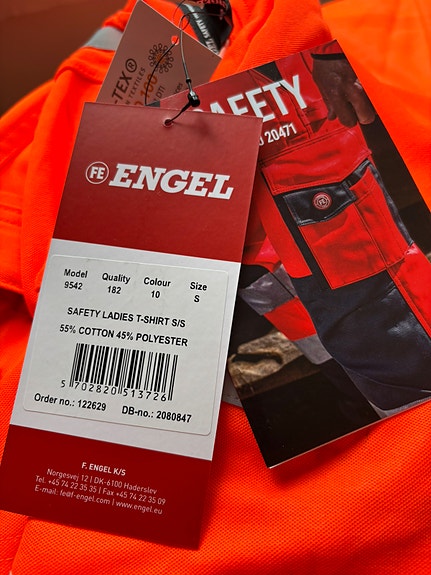 -TEX®
100
SAFETY
20471
FE ENGEL
Model Quality Colour Size
9542 182 10 S
SAFETY LADIES T-SHIRT S/S
55% COTTON 45% POLYESTER
5 702820 513726
Order no.: 122629 DB-no.: 2080847
F. ENGEL K/S
Norgesvej 12 | DK-6100 Haderslev
Tel. +45 74 22 35 35 | Fax +45 74 22 35 09
E-mail: fe@f-engel.com | www.engel.eu